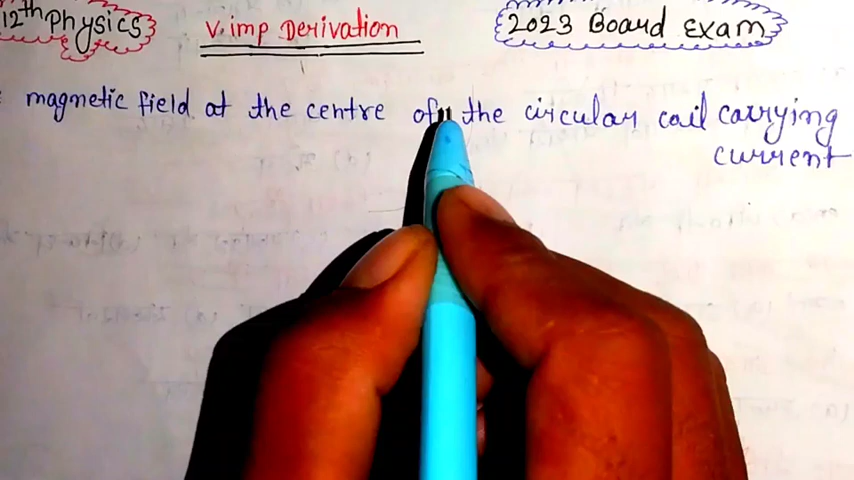 12th Physics
V. imp Derivation
2023 Board Exam
magnetic field at the centre of the circular coil carrying
current